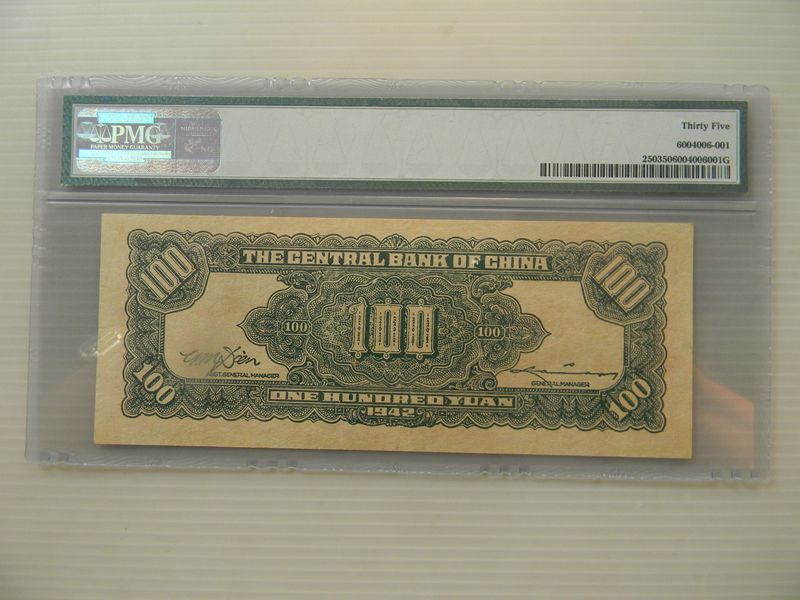 PMG
PAPER MONEY GUARANTY
Thirty Five
6004006-001
2503506004006001G
THE CENTRAL BANK OF CHINA
100
100
100
100
100
ASST. GENERAL MANAGER
GENERAL MANAGER
100
100
ONE HUNDRED YUAN
1942